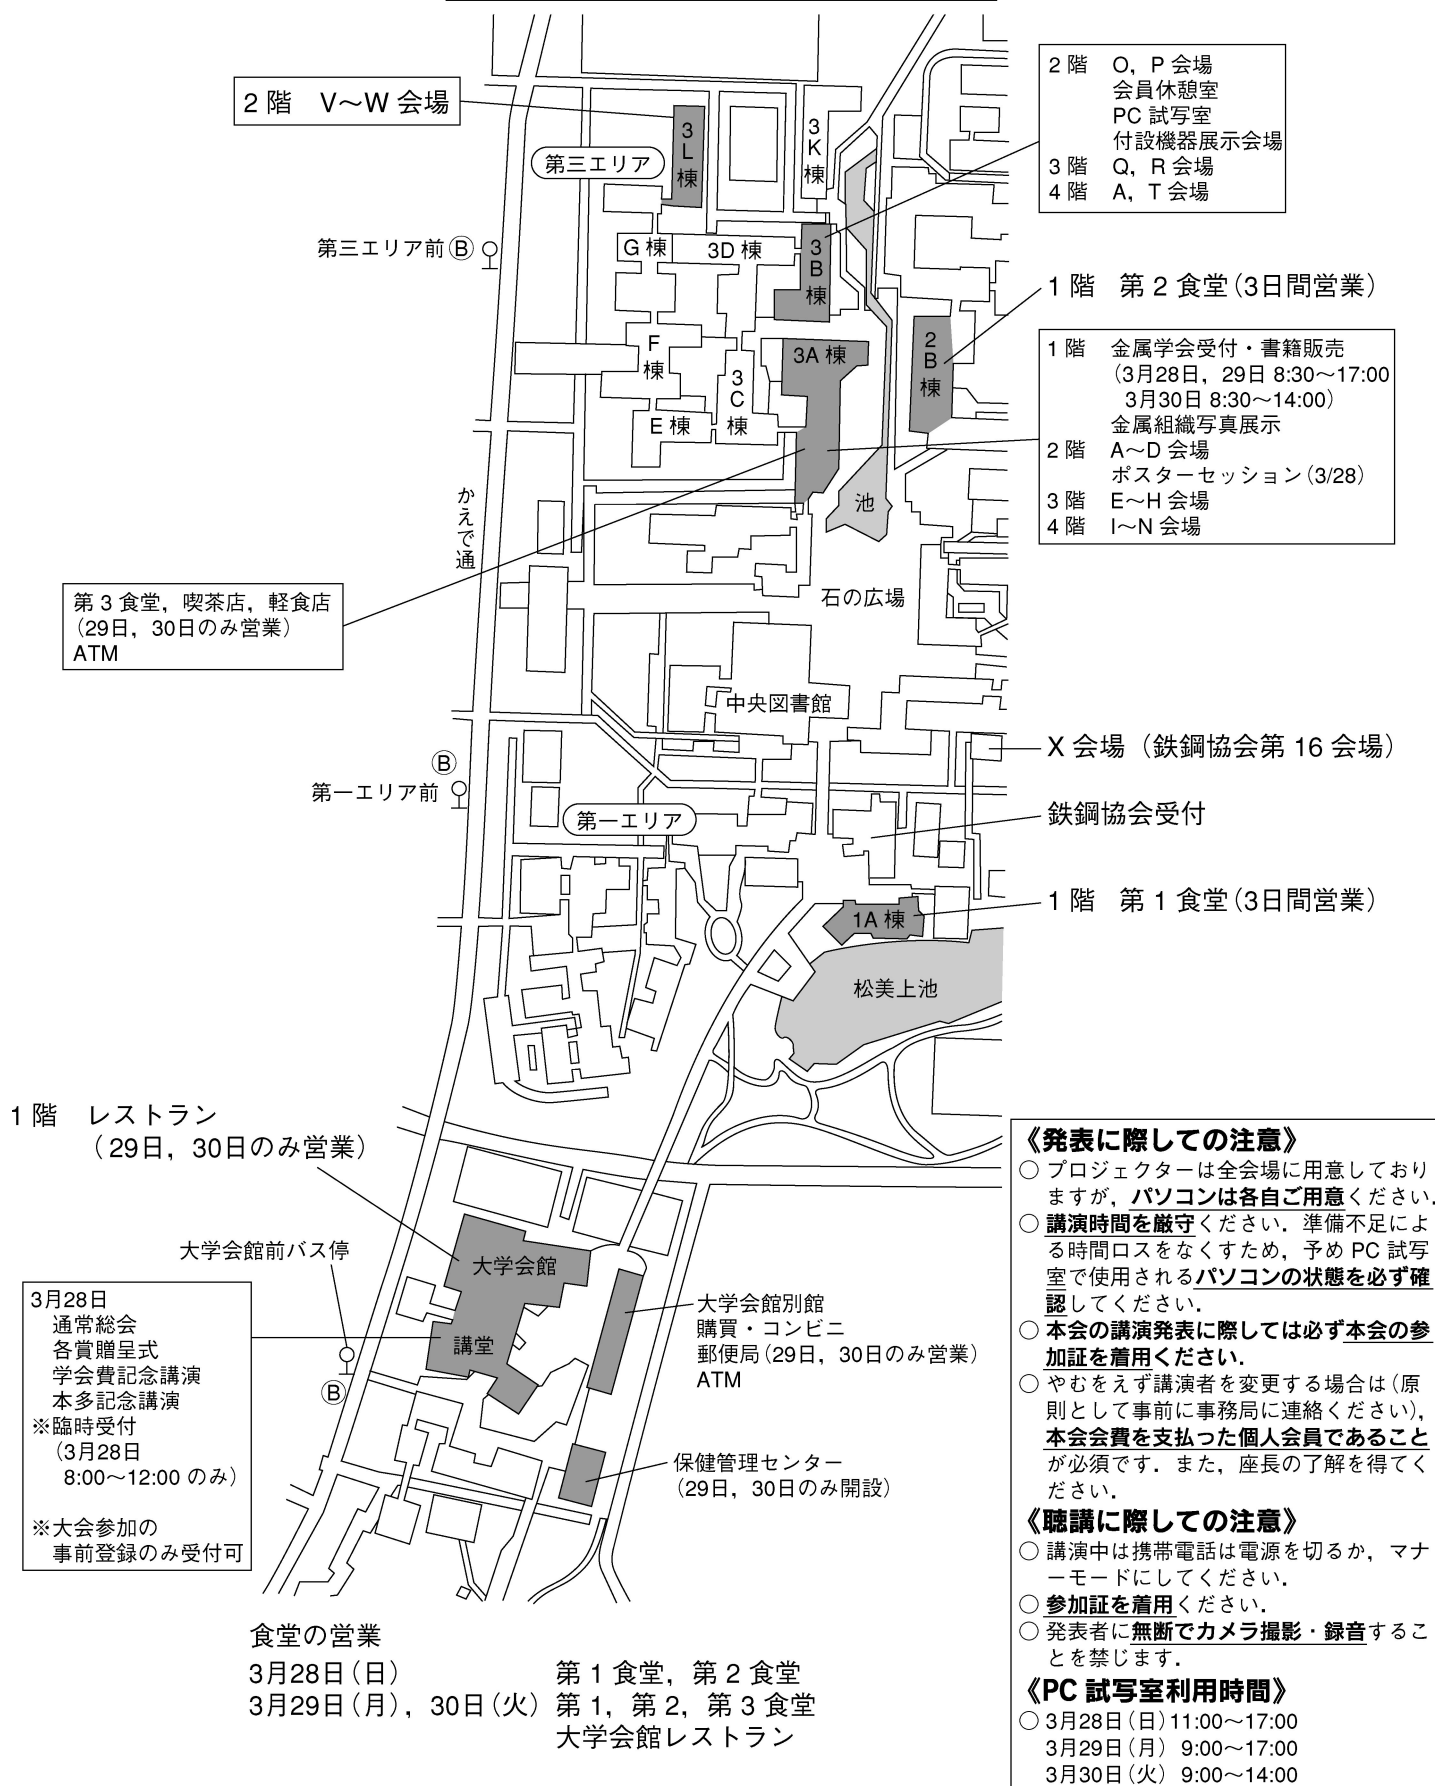 2 階　V～W 会場
3L棟
第三エリア
3K棟
2 階　O，P 会場
会員休憩室
PC 試写室
付設機器展示会場
3 階　Q，R 会場
4 階　A，T 会場
第三エリア前 Ⓑ
G 棟
3D 棟
3B棟
1 階　第 2 食堂（3日間営業）
F棟
3C棟
3A 棟
2B棟
E 棟
1 階　金属学会受付・書籍販売
（3月28日，29日 8:30～17:00
3月30日 8:30～14:00）
金属組織写真展示
2 階　A～D 会場
ポスターセッション（3/28）
3 階　E～H 会場
4 階　I～N 会場
かえで通
池
第 3 食堂，喫茶店，軽食店
（29日，30日のみ営業）
ATM
石の広場
中央図書館
X 会場（鉄鋼協会第 16 会場）
Ⓑ
第一エリア前
第一エリア
鉄鋼協会受付
1 階　第 1 食堂（3日間営業）
1A 棟
松美上池
1 階　レストラン
（29日，30日のみ営業）
大学会館前バス停
大学会館
講堂
Ⓑ
3月28日
通常総会
各賞贈呈式
学会費記念講演
本多記念講演
※臨時受付
（3月28日
8:00～12:00 のみ）
※大会参加の
事前登録のみ受付可
大学会館別館
購買・コンビニ
郵便局（29日，30日のみ営業）
ATM
保健管理センター
（29日，30日のみ開設）
食堂の営業
3月28日（日）　第 1 食堂，第 2 食堂
3月29日（月），30日（火）第 1，第 2，第 3 食堂
大学会館レストラン
《発表に際しての注意》
○ プロジェクターは全会場に用意しており
ますが，パソコンは各自ご用意ください．
○ 講演時間を厳守ください．準備不足によ
る時間ロスをなくすため，予め PC 試写
室で使用されるパソコンの状態を必ず確
認してください．
○ 本会の講演発表に際しては必ず本会の参
加証を着用ください．
○ やむをえず講演者を変更する場合は（原
則として事前に事務局に連絡ください），
本会会費を支払った個人会員であること
が必須です．また，座長の了解を得てく
ださい．
《聴講に際しての注意》
○ 講演中は携帯電話は電源を切るか，マナ
ーモードにしてください．
○ 参加証を着用ください．
○ 発表者に無断でカメラ撮影・録音するこ
とを禁じます．
《PC 試写室利用時間》
○ 3月28日（日）11:00～17:00
3月29日（月） 9:00～17:00
3月30日（火） 9:00～14:00